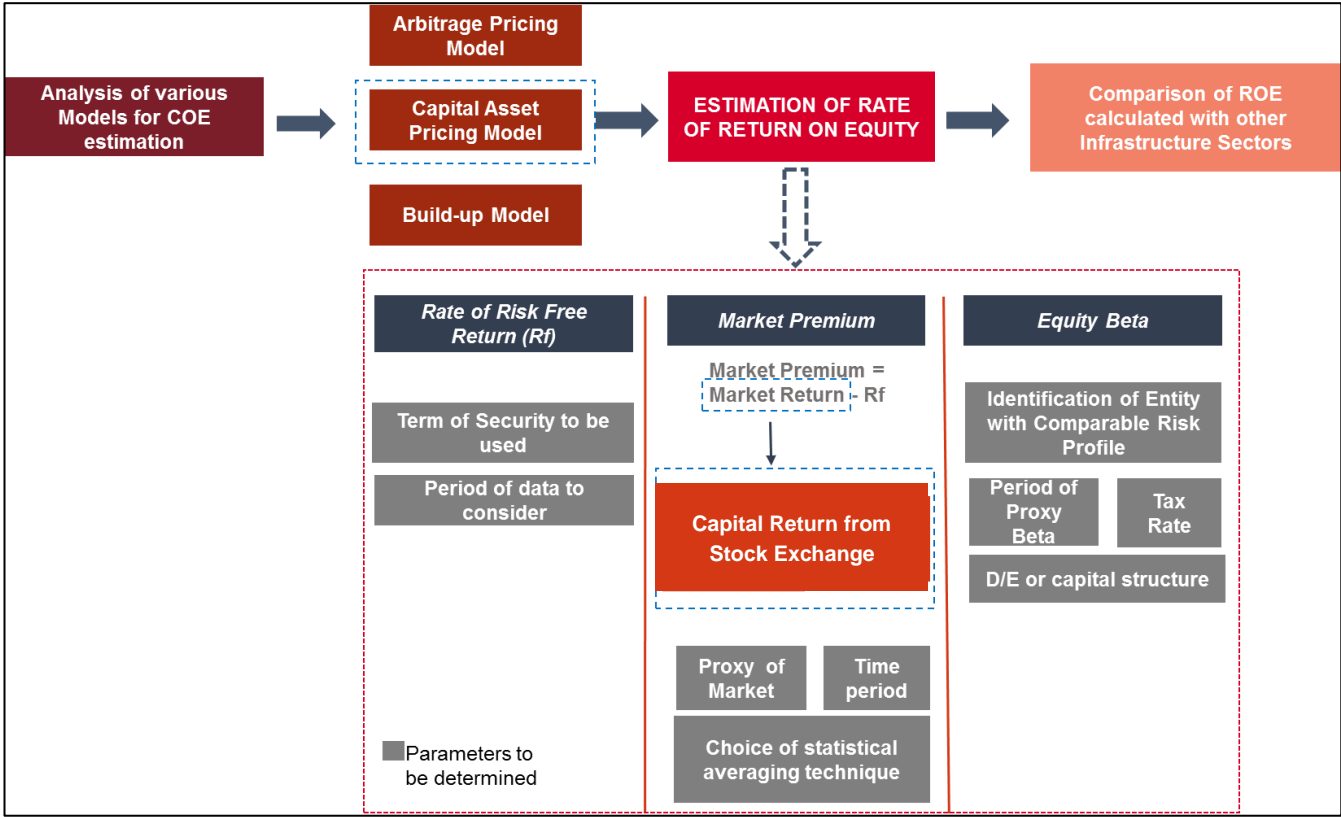 Arbitrage Pricing
Model
Analysis of various
Models for COE
estimation
Capital Asset
Pricing Model
Build-up Model
ESTIMATION OF RATE
OF RETURN ON EQUITY
Comparison of ROE
calculated with other
Infrastructure Sectors
Rate of Risk Free
Return (Rf)
Term of Security to be
used
Period of data to
consider
Market Premium
Market Premium =
Market Return - Rf
Capital Return from
Stock Exchange
Proxy of
Market
Time
period
Choice of statistical
averaging technique
Equity Beta
Identification of Entity
with Comparable Risk
Profile
Period of
Proxy
Beta
Tax
Rate
D/E or capital structure
Parameters to
be determined